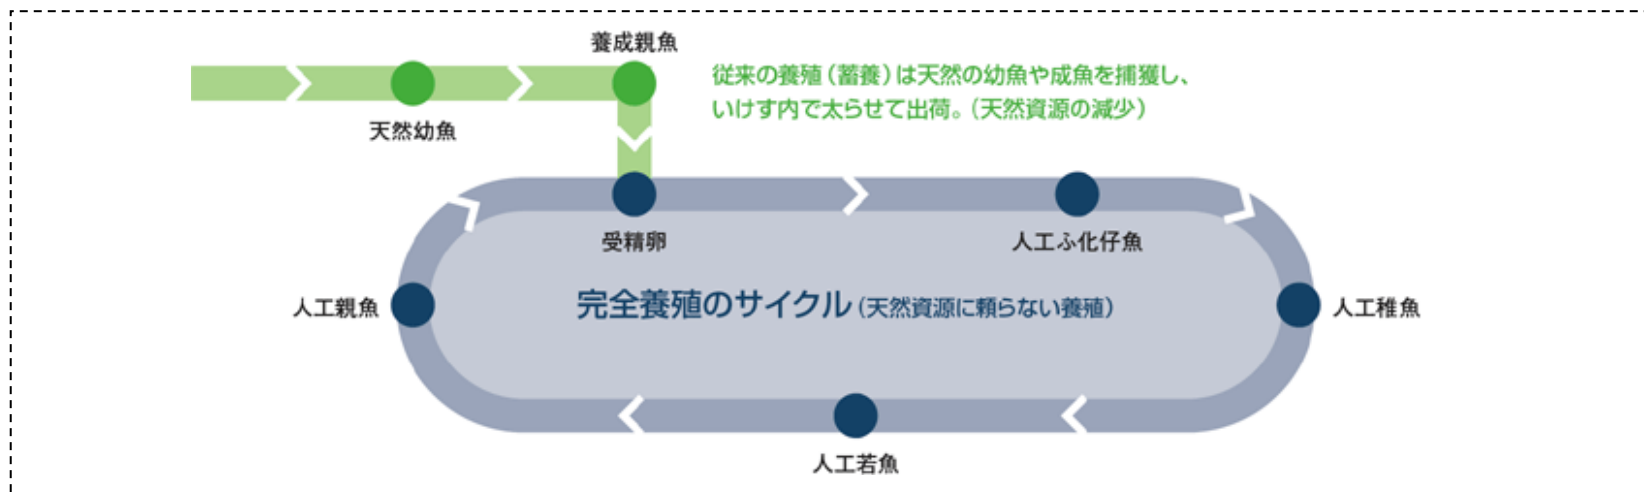 養成親魚
従来の養殖（蓄養）は天然の幼魚や成魚を捕獲し、
いけす内で太らせて出荷。（天然資源の減少）
天然幼魚
受精卵
人工ふ化仔魚
人工親魚
完全養殖のサイクル（天然資源に頼らない養殖）
人工稚魚
人工若魚